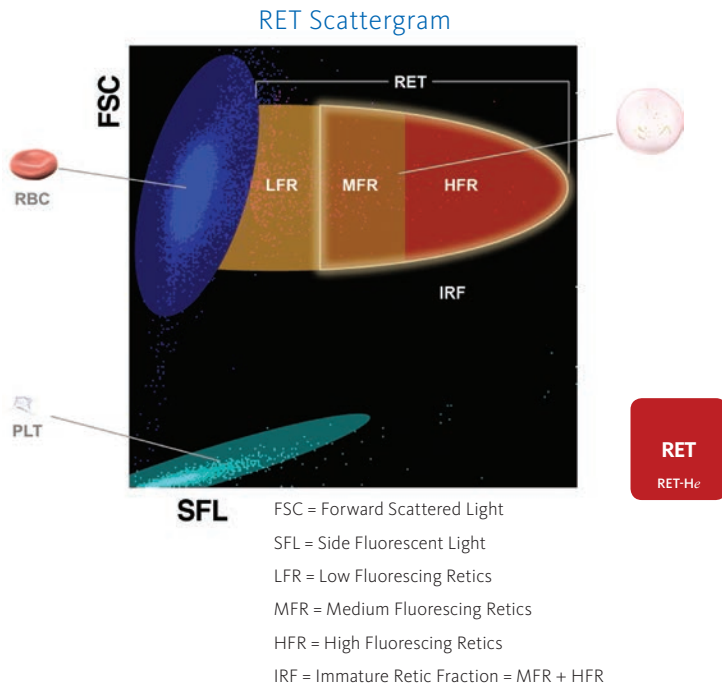 RET Scattergram
FSC
RET
RBC
LFR
MFR
HFR
IRF
PLT
RET
RET-He
SFL
FSC = Forward Scattered Light
SFL = Side Fluorescent Light
LFR = Low Fluorescing Retics
MFR = Medium Fluorescing Retics
HFR = High Fluorescing Retics
IRF = Immature Retic Fraction = MFR + HFR